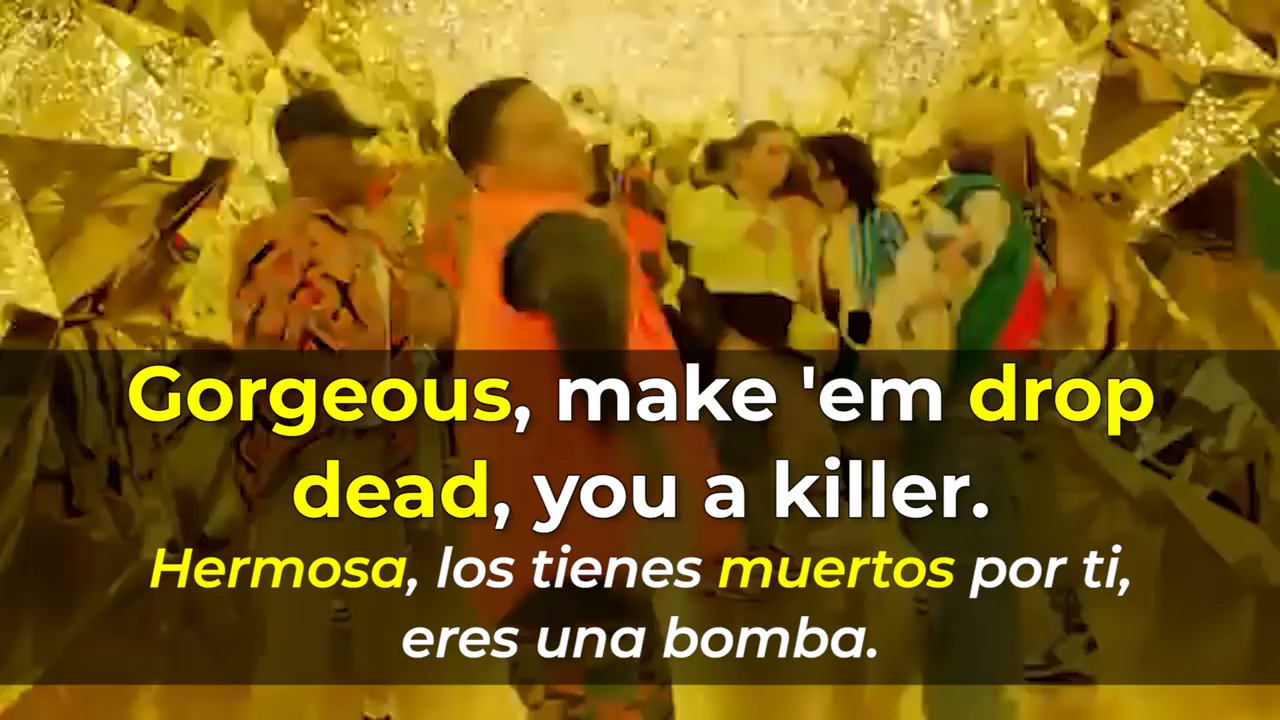 Gorgeous, make 'em drop
dead, you a killer.
Hermosa, los tienes muertos por ti,
eres una bomba.